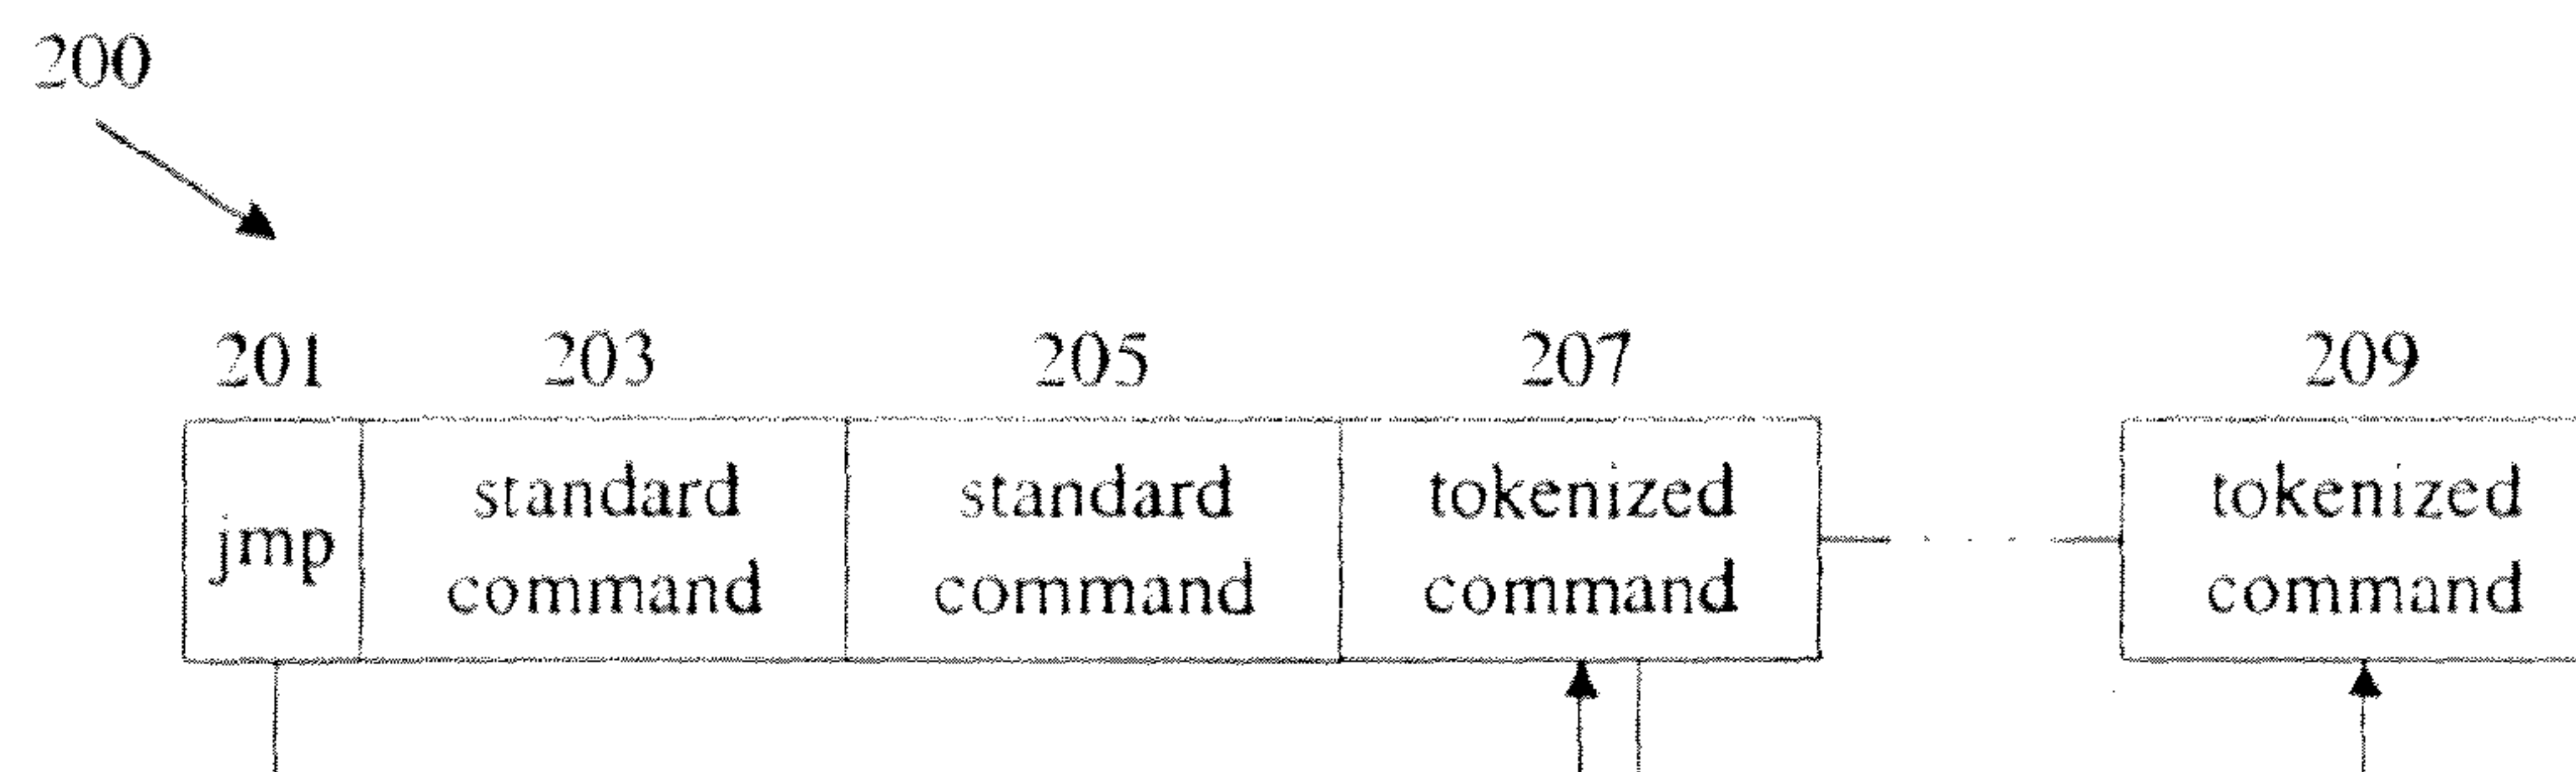 200
201 203 205 207 209
jmp
standard
command
standard
command
tokenized
command
tokenized
command